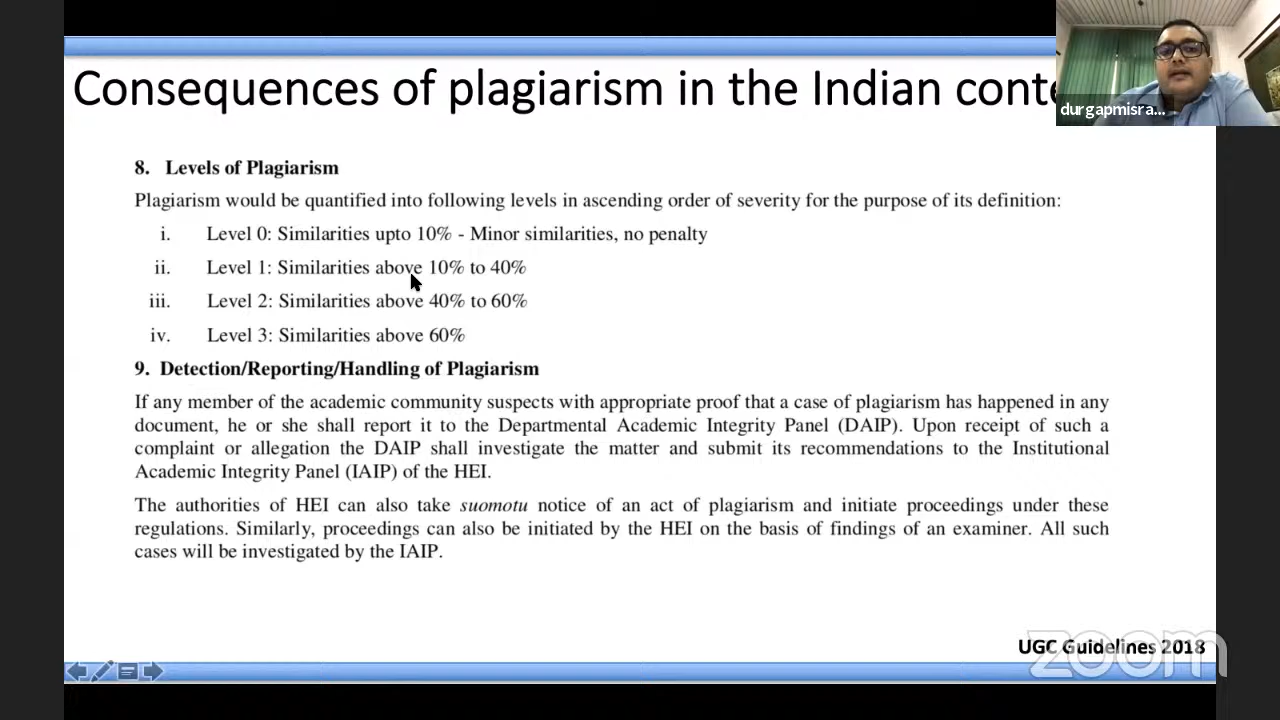 Consequences of plagiarism in the Indian conte
durgapmisra...
8. Levels of Plagiarism
Plagiarism would be quantified into following levels in ascending order of severity for the purpose of its definition:
i. Level 0: Similarities upto 10% - Minor similarities, no penalty
ii. Level 1: Similarities above 10% to 40%
iii. Level 2: Similarities above 40% to 60%
iv. Level 3: Similarities above 60%
9. Detection/Reporting/Handling of Plagiarism
If any member of the academic community suspects with appropriate proof that a case of plagiarism has happened in any
document, he or she shall report it to the Departmental Academic Integrity Panel (DAIP). Upon receipt of such a
complaint or allegation the DAIP shall investigate the matter and submit its recommendations to the Institutional
Academic Integrity Panel (IAIP) of the HEI.
The authorities of HEI can also take suomotu notice of an act of plagiarism and initiate proceedings under these
regulations. Similarly, proceedings can also be initiated by the HEI on the basis of findings of an examiner. All such
cases will be investigated by the IAIP.
UGC Guidelines 2018
zoom